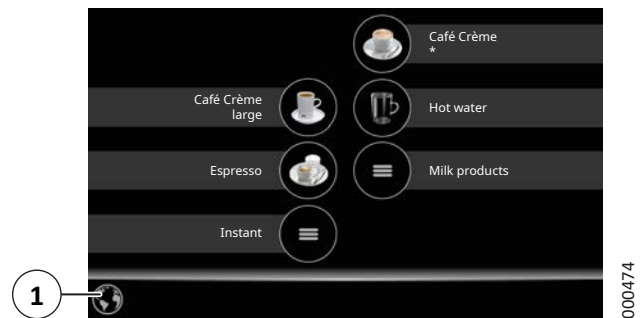 Café Crème
*
Café Crème
large
Hot water
Espresso
Milk products
Instant
1
000474